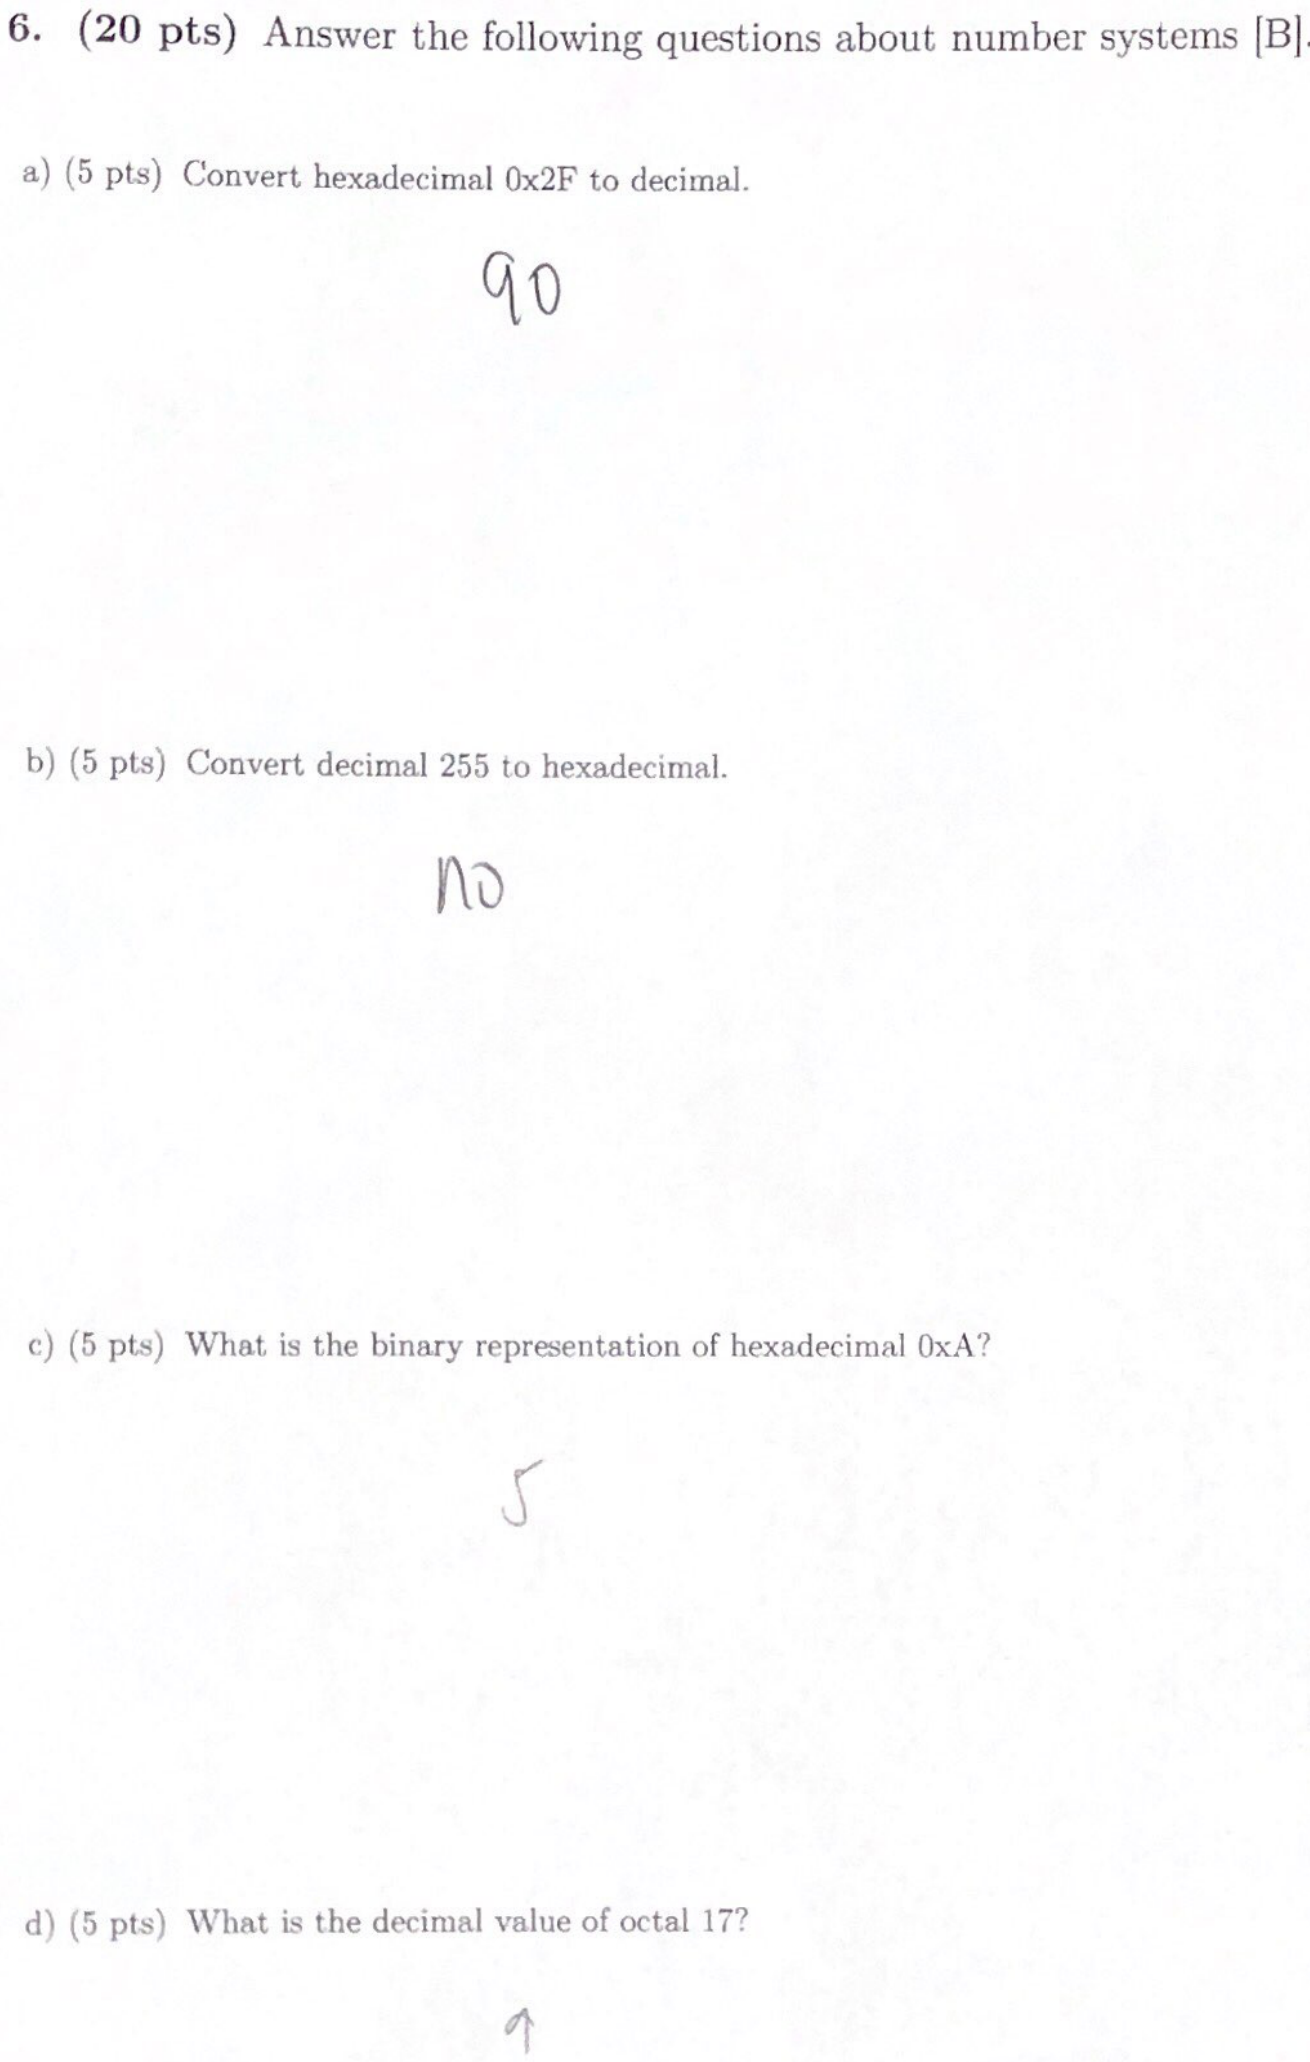 6. (20 pts) Answer the following questions about number systems [B].
a) (5 pts) Convert hexadecimal 0x2F to decimal.
90
b) (5 pts) Convert decimal 255 to hexadecimal.
no
c) (5 pts) What is the binary representation of hexadecimal 0xA?
5
d) (5 pts) What is the decimal value of octal 17?